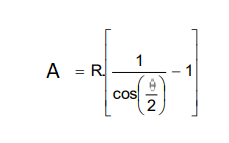 A = R.[ 1 / cos( /2) − 1 ]